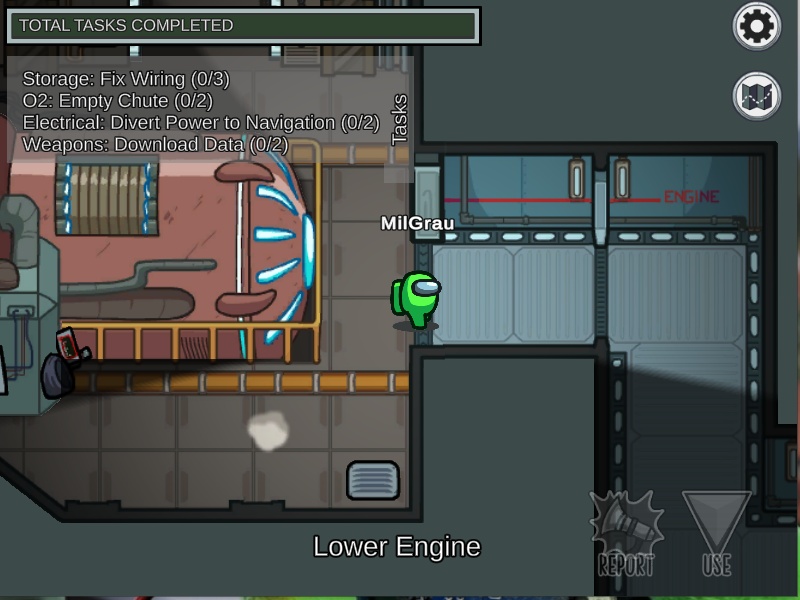 TOTAL TASKS COMPLETED
Storage: Fix Wiring (0/3)
O2: Empty Chute (0/2)
Electrical: Divert Power to Navigation (0/2)
Weapons: Download Data (0/2)
Tasks
MilGrau
ENGINE
Lower Engine
REPORT
USE